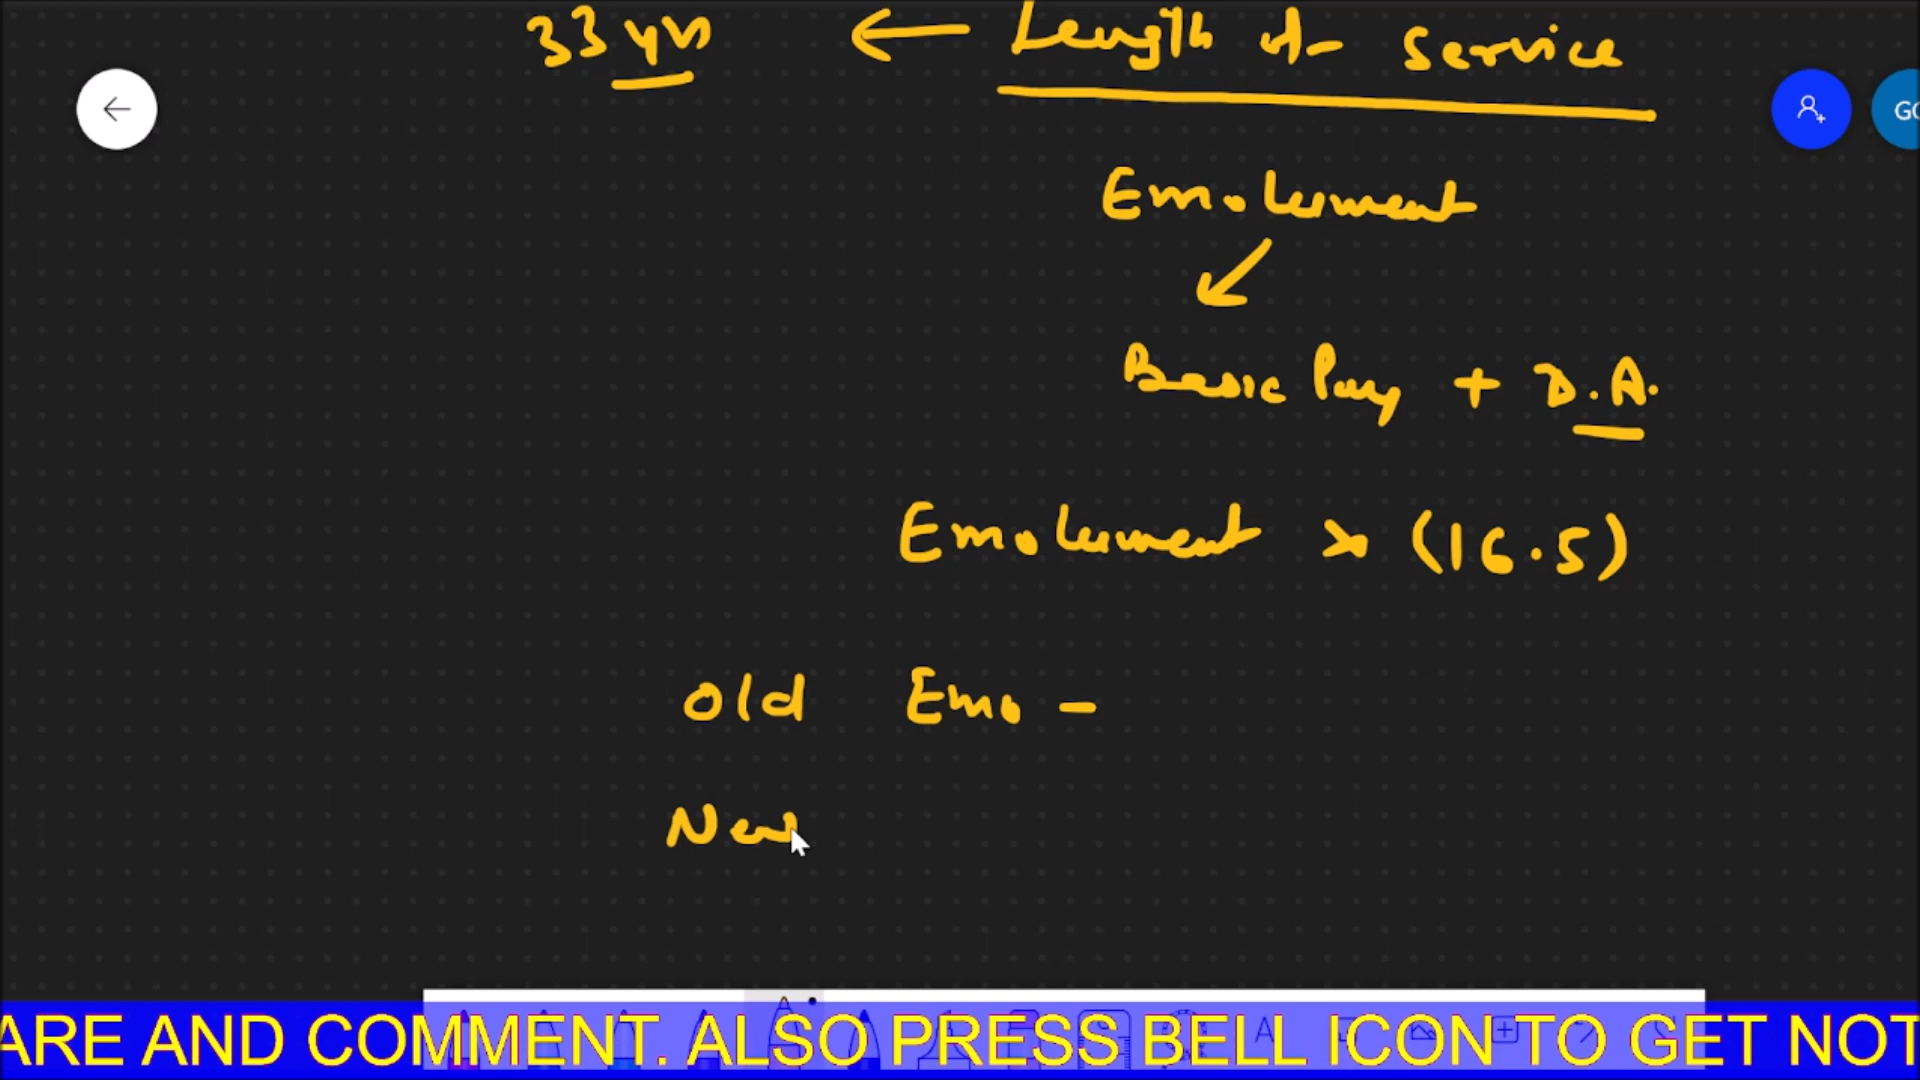 33 yrs ← Length of Service
Emolument
Basic Pay + D.A.
Emolument × (16.5)
Old Emo -
New
GO
ARE AND COMMENT. ALSO PRESS BELL ICON TO GET NOT